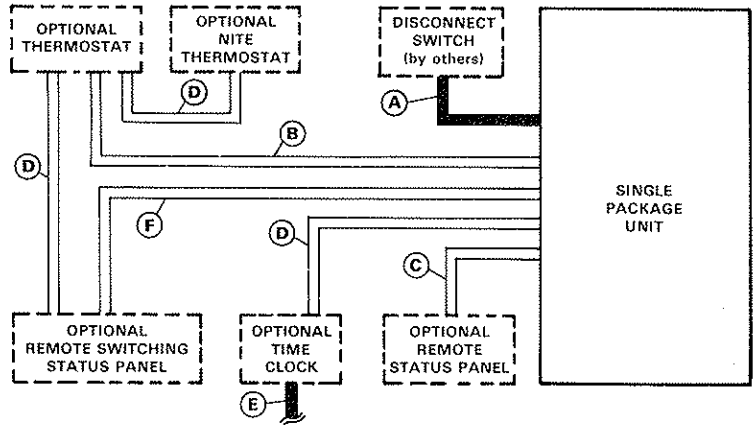 OPTIONAL
THERMOSTAT
OPTIONAL
NITE
THERMOSTAT
DISCONNECT
SWITCH
(by others)
A
D
B
D
F
D
C
SINGLE
PACKAGE
UNIT
OPTIONAL
REMOTE SWITCHING
STATUS PANEL
OPTIONAL
TIME
CLOCK
OPTIONAL
REMOTE
STATUS PANEL
E